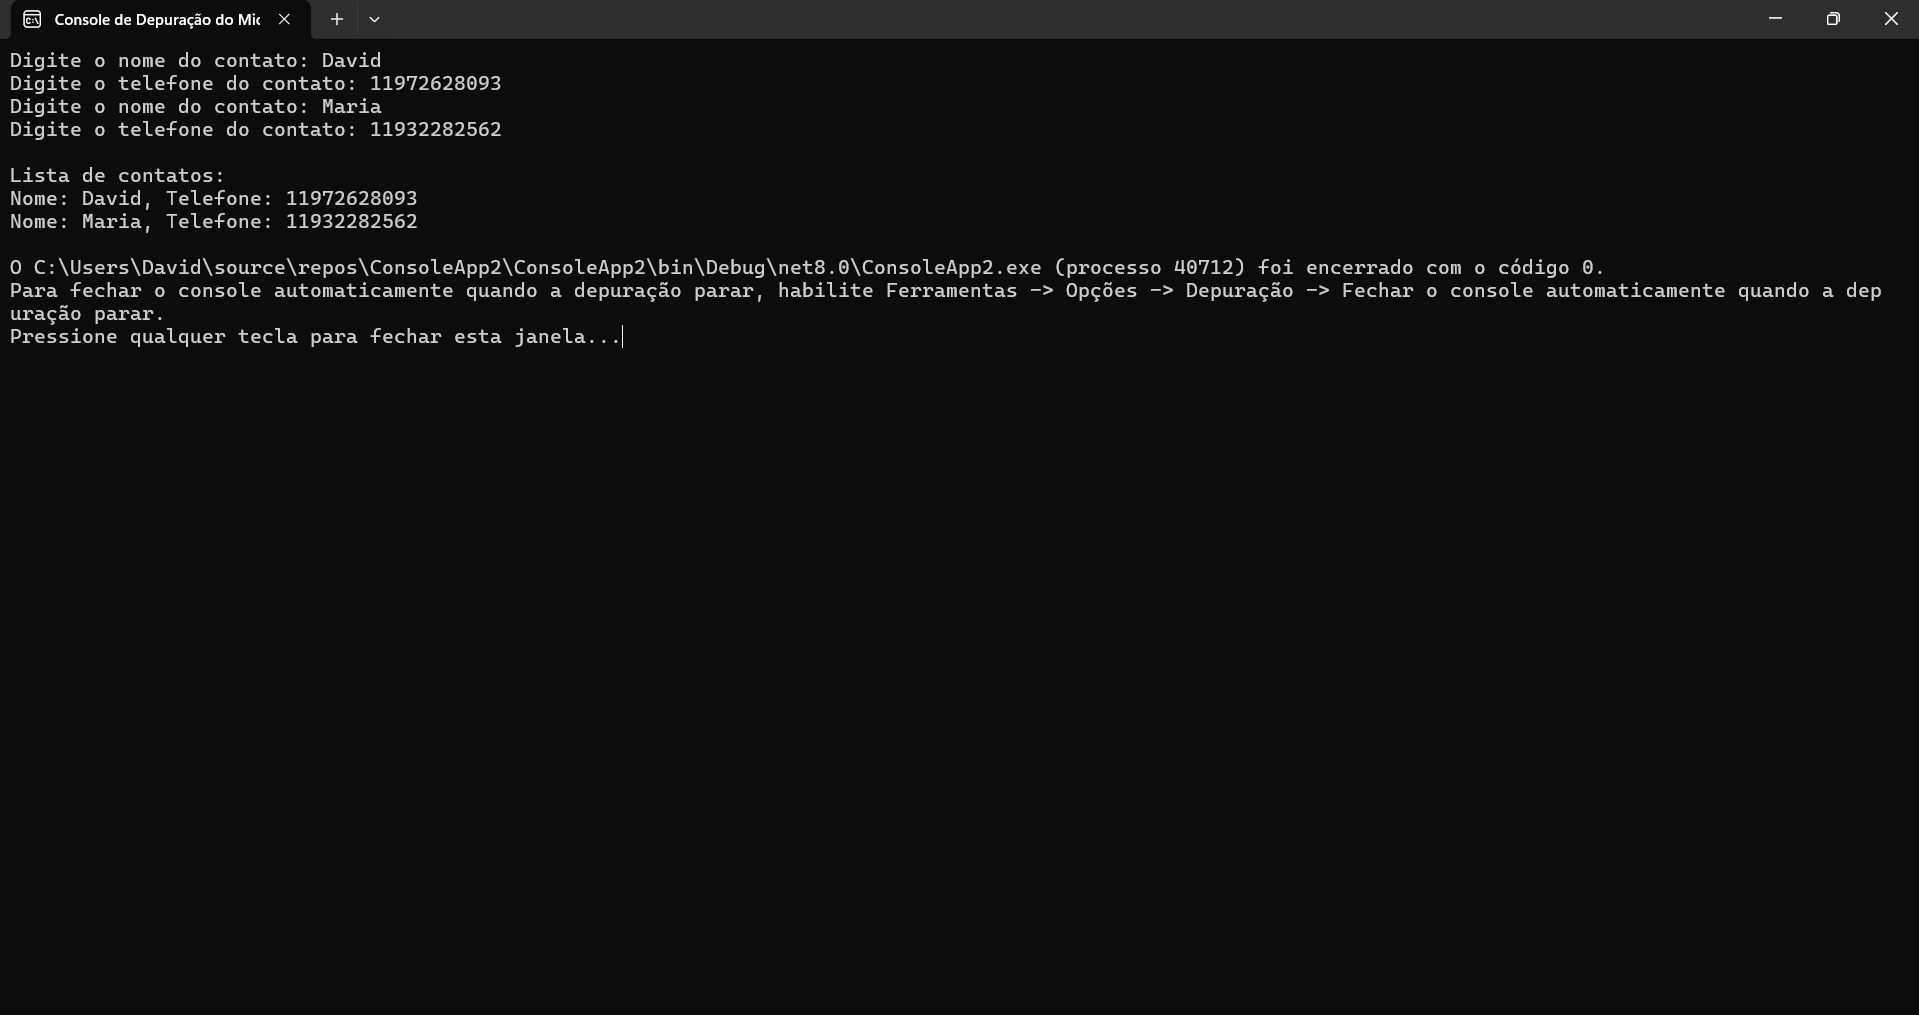 Console de Depuração do Mic
Digite o nome do contato: David
Digite o telefone do contato: 11972628093
Digite o nome do contato: Maria
Digite o telefone do contato: 11932282562
Lista de contatos:
Nome: David, Telefone: 11972628093
Nome: Maria, Telefone: 11932282562
O C:\Users\David\source\repos\ConsoleApp2\ConsoleApp2\bin\Debug\net8.0\ConsoleApp2.exe (processo 40712) foi encerrado com o código 0.
Para fechar o console automaticamente quando a depuração parar, habilite Ferramentas -> Opções -> Depuração -> Fechar o console automaticamente quando a dep
uração parar.
Pressione qualquer tecla para fechar esta janela...